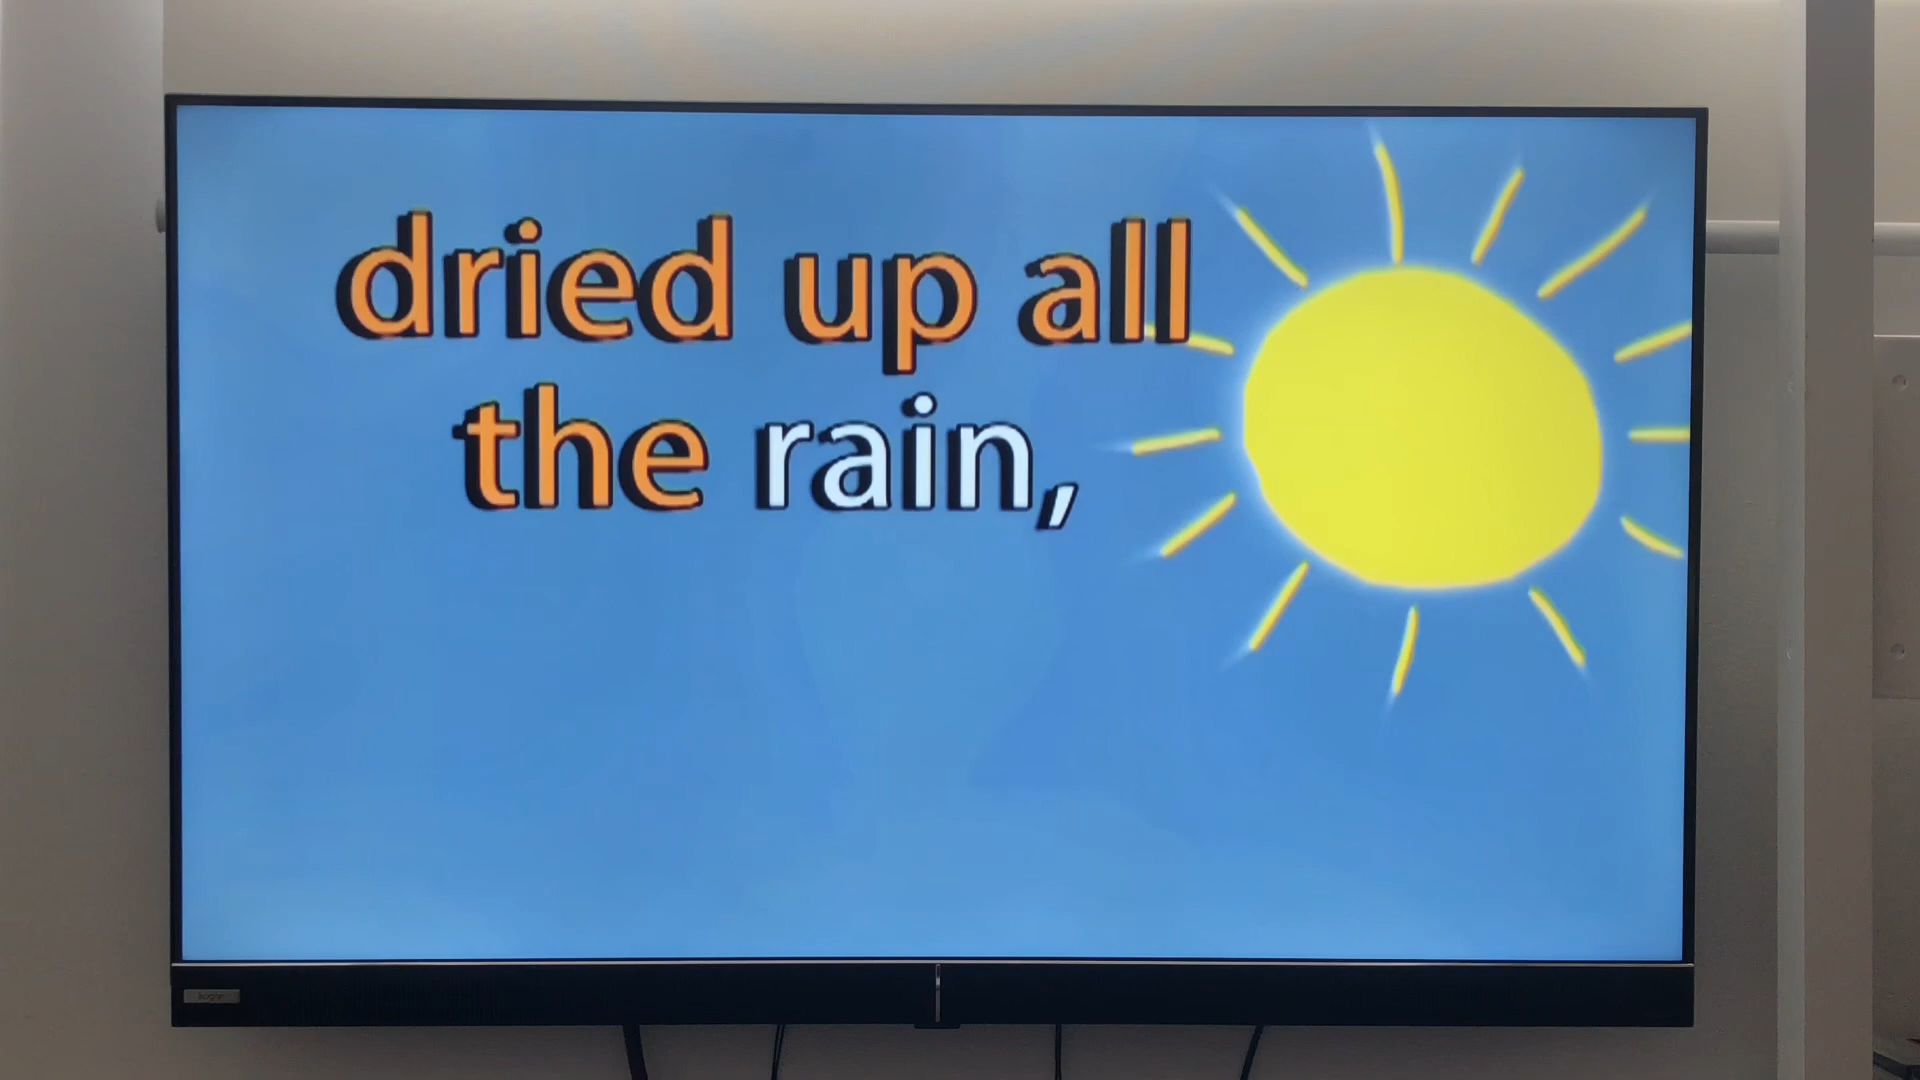 dried up all
the rain,